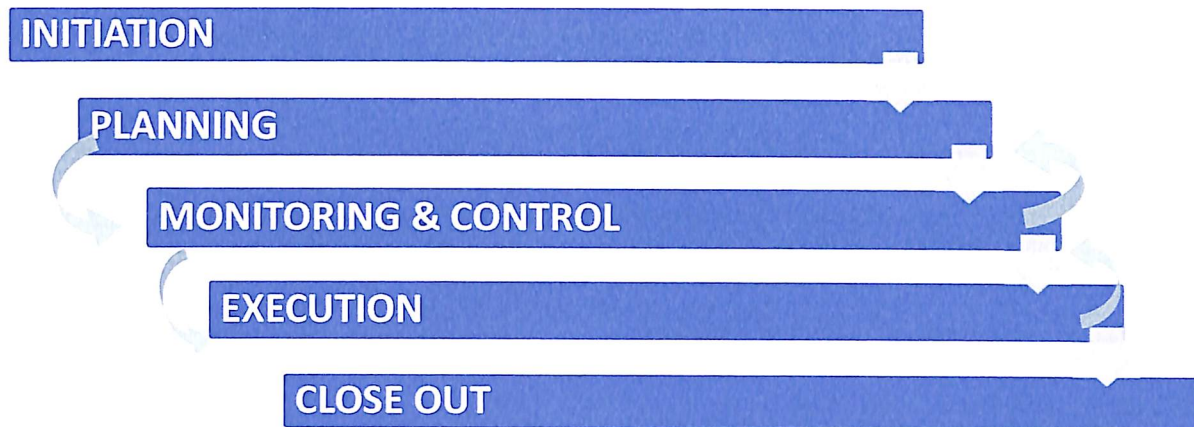 INITIATION
PLANNING
MONITORING & CONTROL
EXECUTION
CLOSE OUT